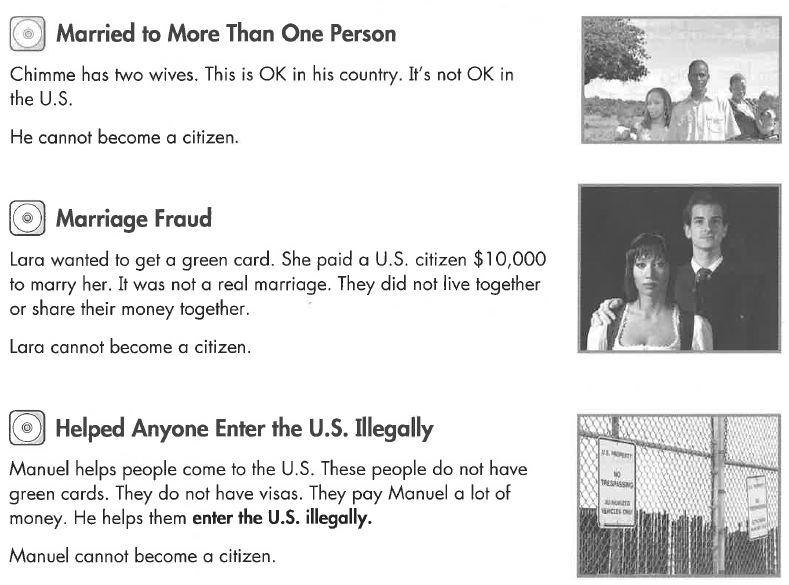 Married to More Than One Person
Chimme has two wives. This is OK in his country. It's not OK in
the U.S.
He cannot become a citizen.
Marriage Fraud
Lara wanted to get a green card. She paid a U.S. citizen $10,000
to marry her. It was not a real marriage. They did not live together
or share their money together.
Lara cannot become a citizen.
Helped Anyone Enter the U.S. Illegally
Manuel helps people come to the U.S. These people do not have
green cards. They do not have visas. They pay Manuel a lot of
money. He helps them enter the U.S. illegally.
Manuel cannot become a citizen.
U.S. PROPERTY
NO
TRESPASSING
AUTHORIZED
VEHICLES ONLY